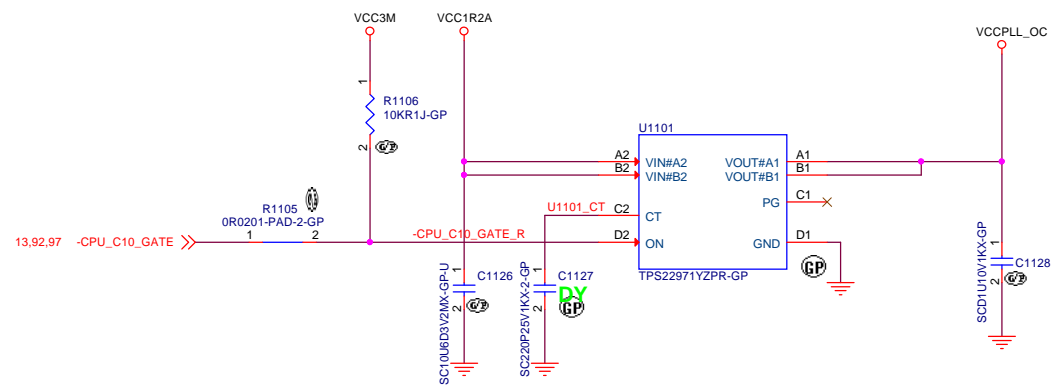 VCC3M
VCC1R2A
VCCPLL_OC
1
R1106
10KR1J-GP
2
G/P
U1101
A2
VIN#A2
VOUT#A1
A1
B2
VIN#B2
VOUT#B1
B1
PG
C1
U1101_CT
C2
CT
R1105
0R0201-PAD-2-GP
13,92,97
-CPU_C10_GATE
1
2
-CPU_C10_GATE_R
D2
ON
GND
D1
TPS22971YZPR-GP
GP
1
C1126
2
G/P
SC10U6D3V2MX-GP-U
1
C1127
DY
2
GP
SC220P25V1KX-2-GP
1
C1128
2
G/P
SCD1U10V1KX-GP